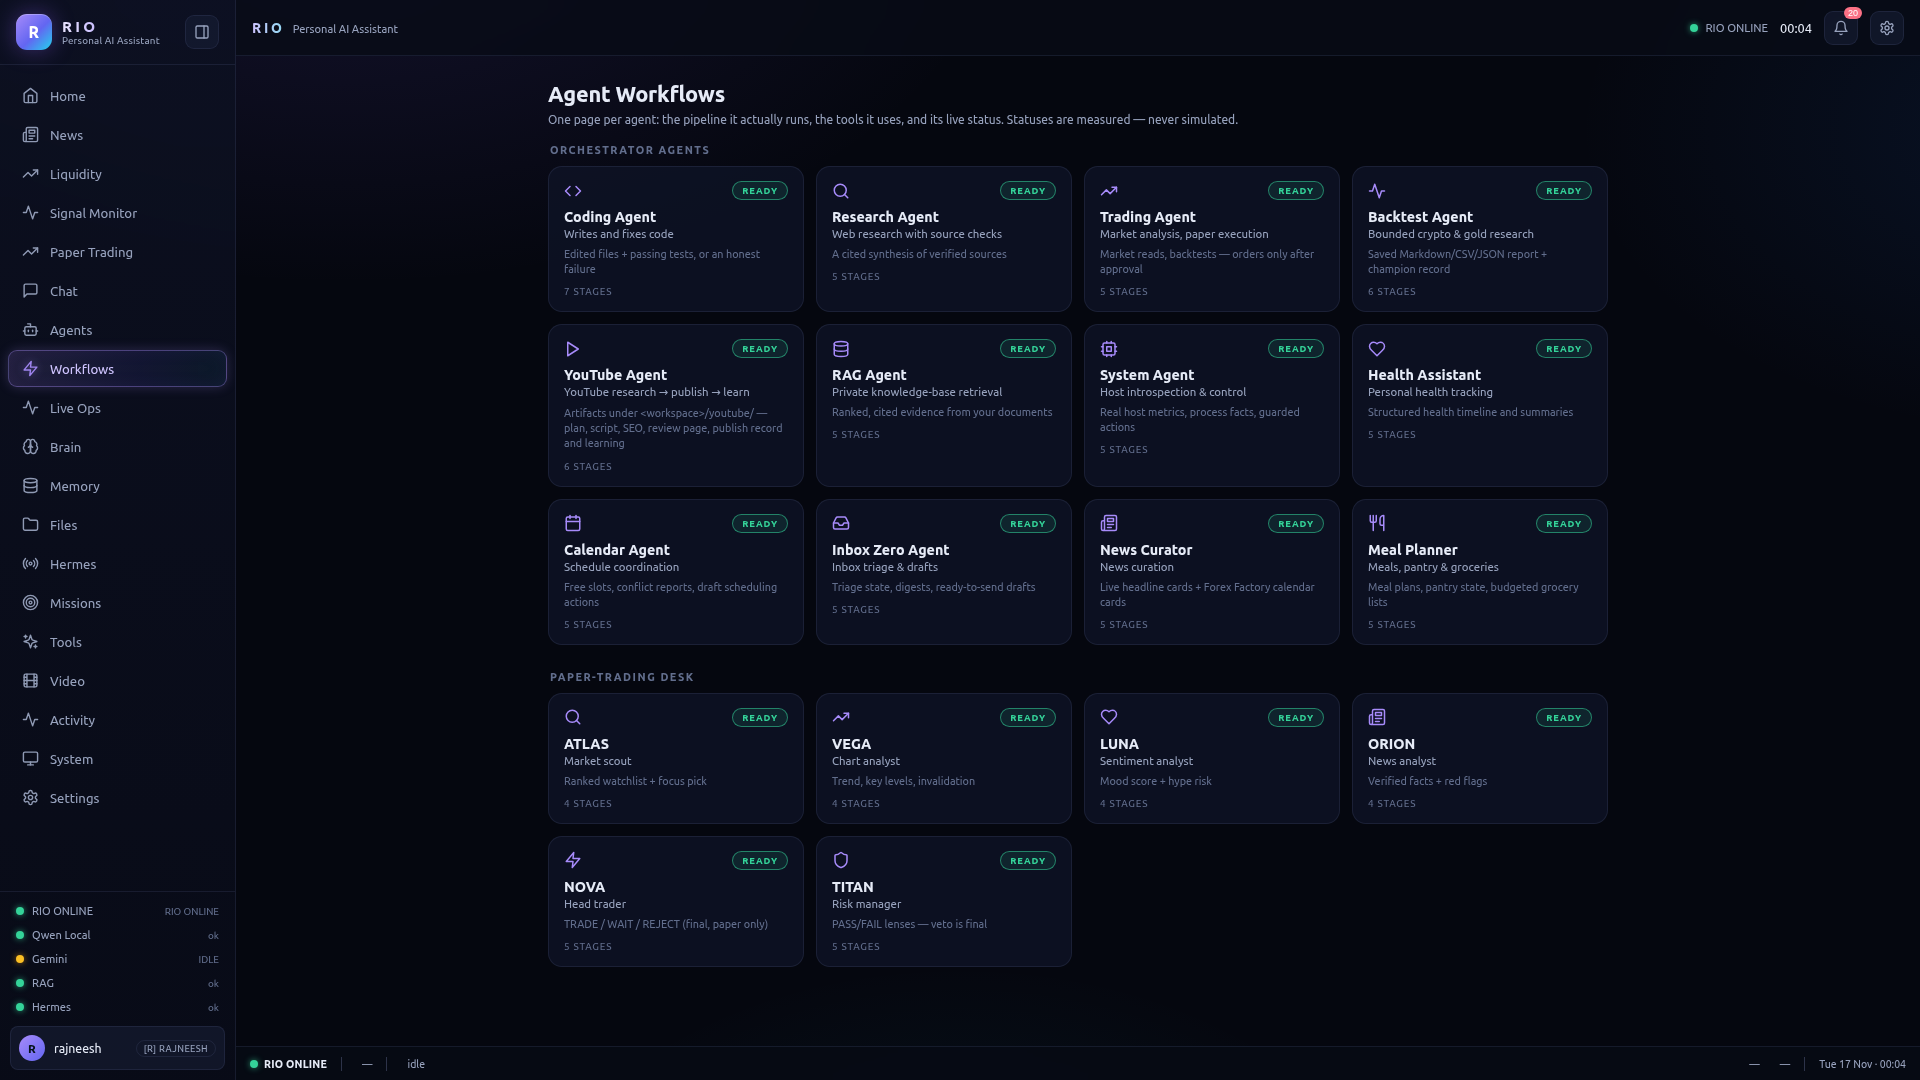 R
RIO
Personal AI Assistant
Home
News
Liquidity
Signal Monitor
Paper Trading
Chat
Agents
Workflows
Live Ops
Brain
Memory
Files
Hermes
Missions
Tools
Video
Activity
System
Settings
RIO ONLINE RIO ONLINE
Qwen Local ok
Gemini IDLE
RAG ok
Hermes ok
R rajneesh [R] RAJNEESH
RIO Personal AI Assistant
RIO ONLINE 00:04 20
Agent Workflows
One page per agent: the pipeline it actually runs, the tools it uses, and its live status. Statuses are measured — never simulated.
ORCHESTRATOR AGENTS
READY
Coding Agent
Writes and fixes code
Edited files + passing tests, or an honest
failure
7 STAGES
READY
Research Agent
Web research with source checks
A cited synthesis of verified sources
5 STAGES
READY
Trading Agent
Market analysis, paper execution
Market reads, backtests — orders only after
approval
5 STAGES
READY
Backtest Agent
Bounded crypto & gold research
Saved Markdown/CSV/JSON report +
champion record
6 STAGES
READY
YouTube Agent
YouTube research → publish → learn
Artifacts under <workspace>/youtube/ —
plan, script, SEO, review page, publish record
and learning
6 STAGES
READY
RAG Agent
Private knowledge-base retrieval
Ranked, cited evidence from your documents
5 STAGES
READY
System Agent
Host introspection & control
Real host metrics, process facts, guarded
actions
5 STAGES
READY
Health Assistant
Personal health tracking
Structured health timeline and summaries
5 STAGES
READY
Calendar Agent
Schedule coordination
Free slots, conflict reports, draft scheduling
actions
5 STAGES
READY
Inbox Zero Agent
Inbox triage & drafts
Triage state, digests, ready-to-send drafts
5 STAGES
READY
News Curator
News curation
Live headline cards + Forex Factory calendar
cards
5 STAGES
READY
Meal Planner
Meals, pantry & groceries
Meal plans, pantry state, budgeted grocery
lists
5 STAGES
PAPER-TRADING DESK
READY
ATLAS
Market scout
Ranked watchlist + focus pick
4 STAGES
READY
VEGA
Chart analyst
Trend, key levels, invalidation
4 STAGES
READY
LUNA
Sentiment analyst
Mood score + hype risk
4 STAGES
READY
ORION
News analyst
Verified facts + red flags
4 STAGES
READY
NOVA
Head trader
TRADE / WAIT / REJECT (final, paper only)
5 STAGES
READY
TITAN
Risk manager
PASS/FAIL lenses — veto is final
5 STAGES
RIO ONLINE — idle
— — Tue 17 Nov · 00:04